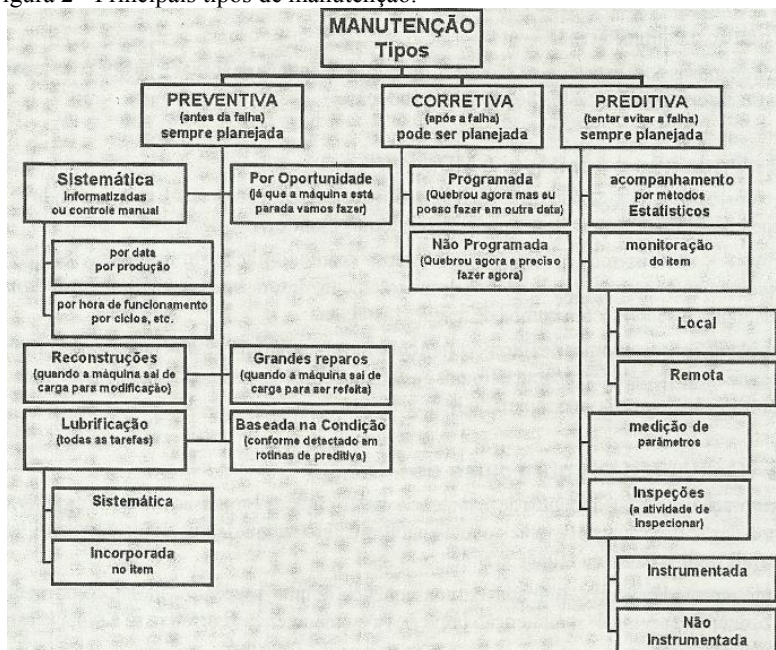 Figura 2 - Principais tipos de manutenção.
MANUTENÇÃO
Tipos
PREVENTIVA
(antes da falha)
sempre planejada
CORRETIVA
(após a falha)
pode ser planejada
PREDITIVA
(tentar evitar a falha)
sempre planejada
Sistemática
Informatizadas
ou controle manual
por data
por produção
por hora de funcionamento
por ciclos, etc.
Por Oportunidade
(já que a máquina está
parada vamos fazer)
Reconstruções
(quando a máquina sai de
carga para modificação)
Grandes reparos
(quando a máquina sai de
carga para ser refeita)
Lubrificação
(todas as tarefas)
Baseada na Condição
(conforme detectado em
rotinas de preditiva)
Sistemática
Incorporada
no item
Programada
(Quebrou agora mas eu
posso fazer em outra data)
Não Programada
(Quebrou agora e preciso
fazer agora)
acompanhamento
por métodos
Estatísticos
monitoração
do item
Local
Remota
medição de
parâmetros
Inspeções
(a atividade de
Inspecionar)
Instrumentada
Não
Instrumentada